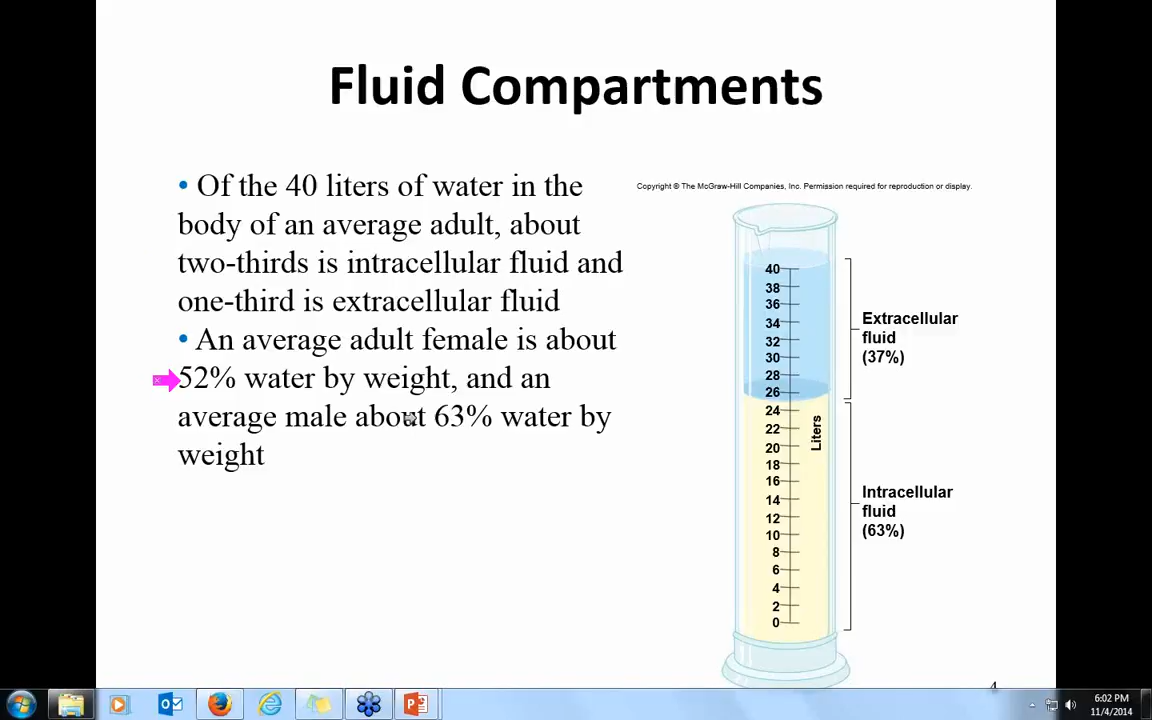 Fluid Compartments
• Of the 40 liters of water in the
body of an average adult, about
two-thirds is intracellular fluid and
one-third is extracellular fluid
• An average adult female is about
52% water by weight, and an
average male about 63% water by
weight
Copyright © The McGraw-Hill Companies, Inc. Permission required for reproduction or display.
40
38
36
34
32
30
28
26
24
22
20
18
16
14
12
10
8
6
4
2
0
Liters
Extracellular
fluid
(37%)
Intracellular
fluid
(63%)
4
6:02 PM
11/4/2014